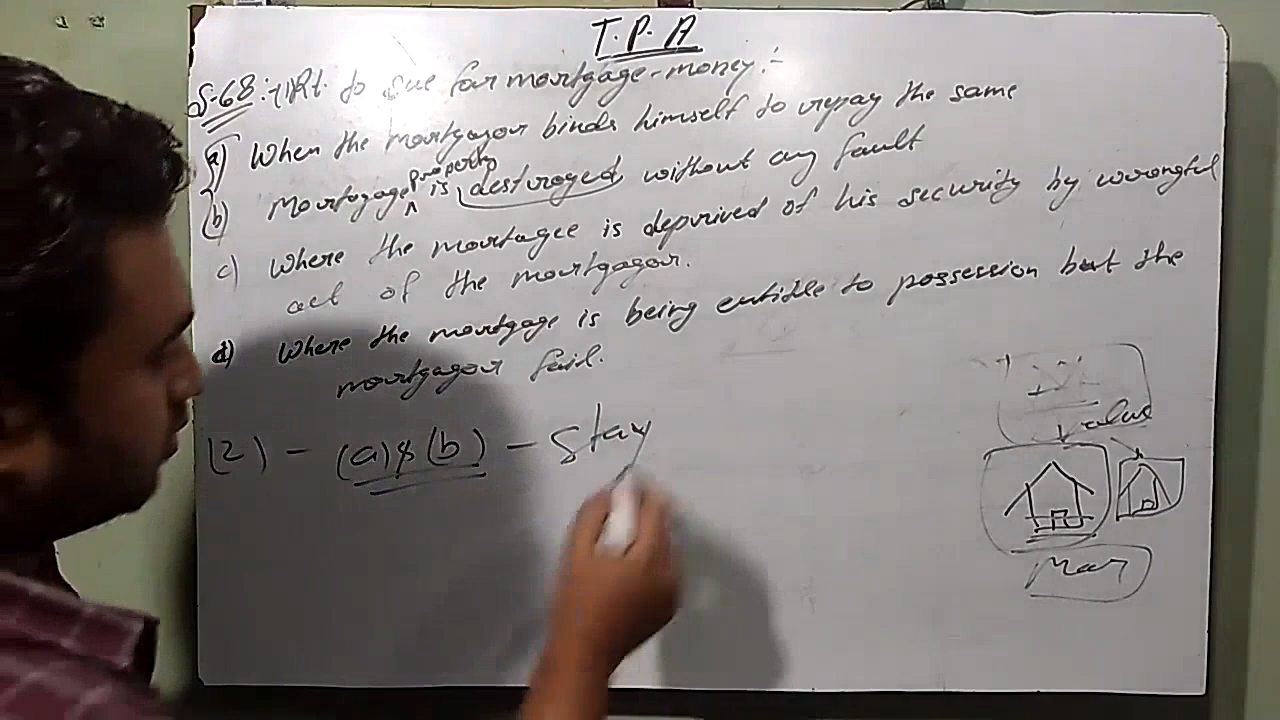 T.P.A
S-68:-(1) Rt. to sue for mortgage-money:-
(a) When the mortgagor binds himself to repay the same
(b) Mortgage property is destroyed without any fault
c) Where the mortagee is deprived of his security by wrongful
act of the mortgagor.
d) Where the mortgage is being entitle to possession but the
mortgagor fail.
(2) - (a) & (b) - Stay
Value
Mor